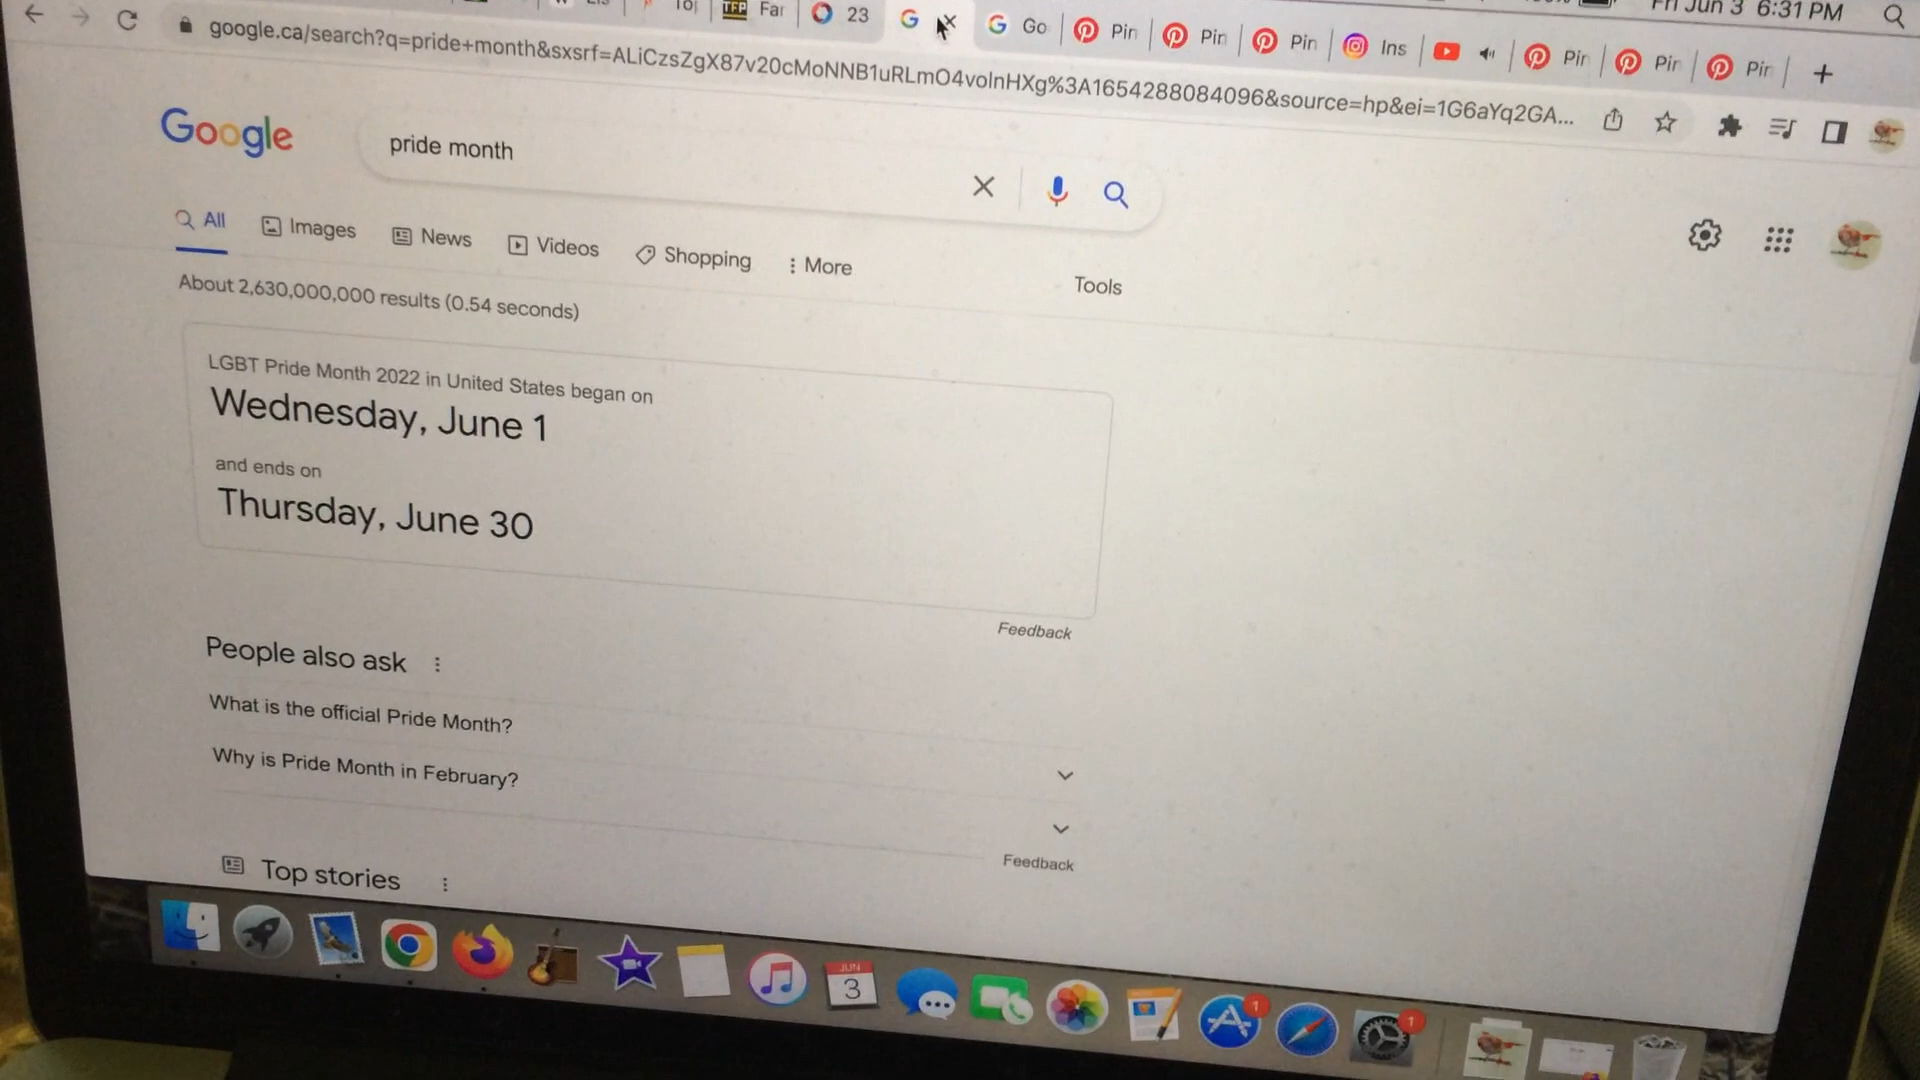 Fri Jun 3 6:31 PM
TFP Far
23
Go
Pin
Pin
Pin
Ins
Pin
Pin
Pin
google.ca/search?q=pride+month&sxsrf=ALiCzsZgX87v20cMoNNB1uRLmO4volnHXg%3A1654288084096&source=hp&ei=1G6aYq2GA...
Google
pride month
All
Images
News
Videos
Shopping
More
Tools
About 2,630,000,000 results (0.54 seconds)
LGBT Pride Month 2022 in United States began on
Wednesday, June 1
and ends on
Thursday, June 30
Feedback
People also ask
What is the official Pride Month?
Why is Pride Month in February?
Feedback
Top stories
JUN
3
1
1